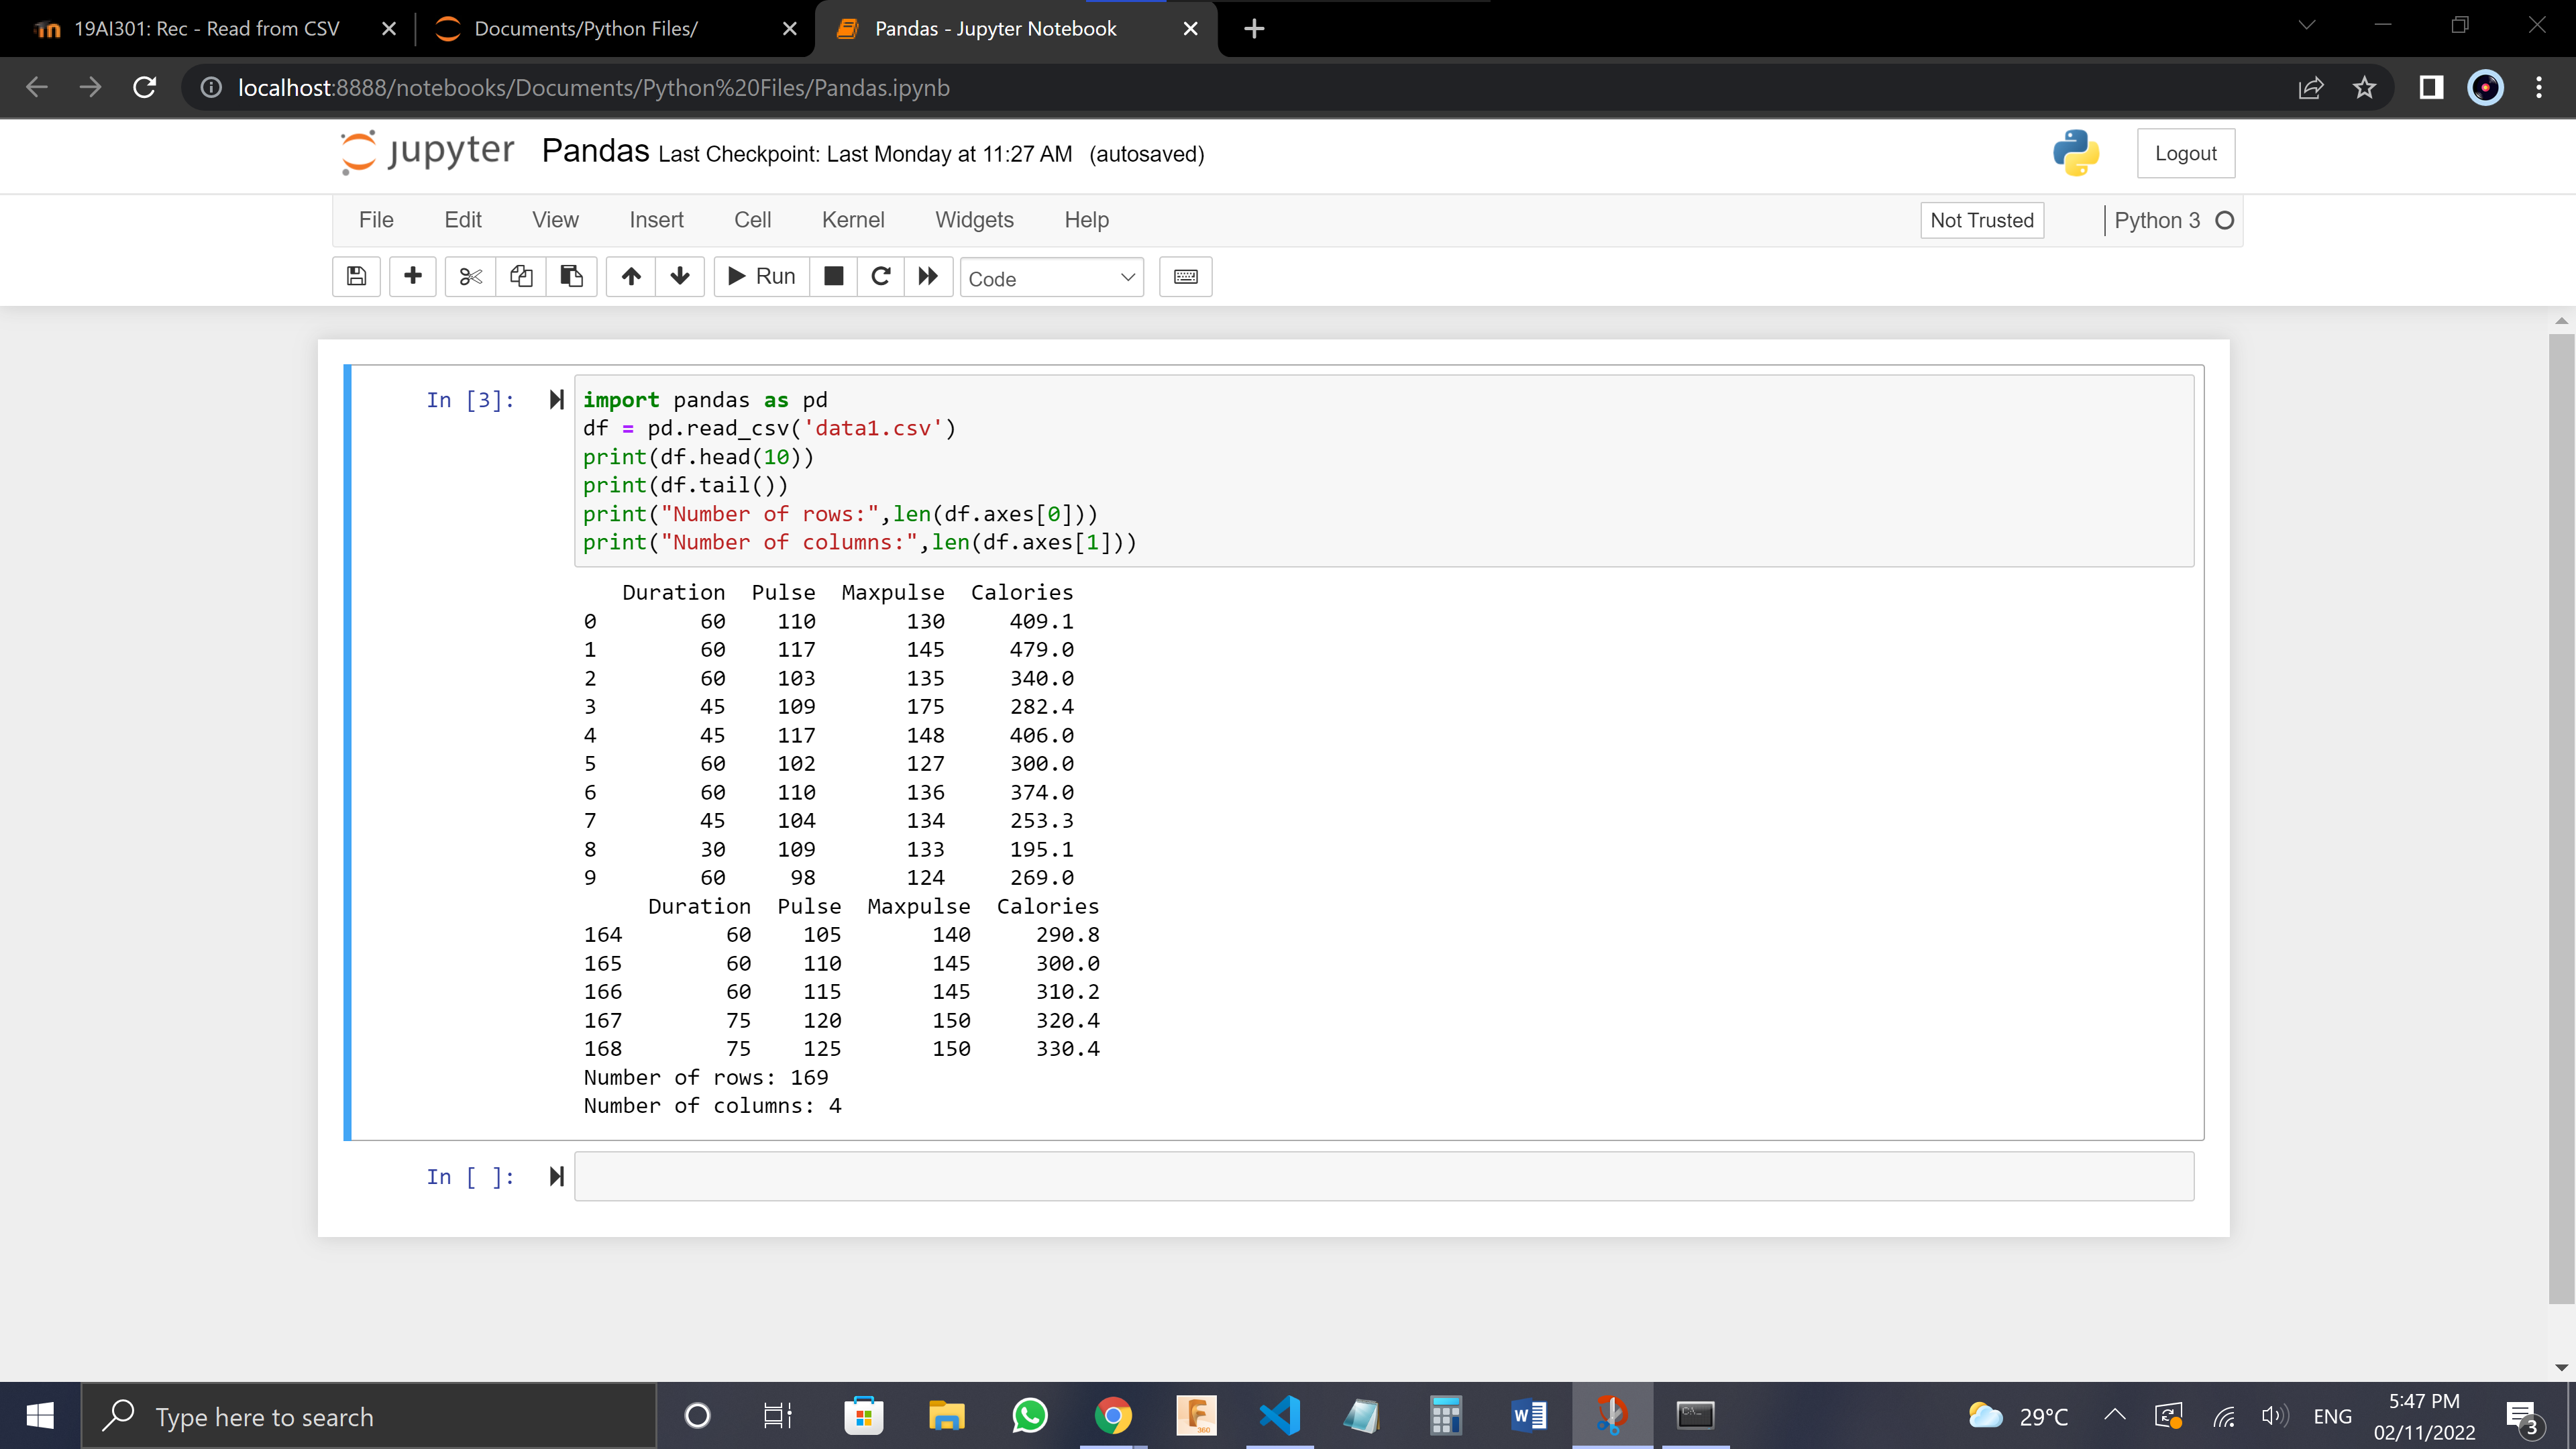 19AI301: Rec - Read from CSV
Documents/Python Files/
Pandas - Jupyter Notebook
localhost:8888/notebooks/Documents/Python%20Files/Pandas.ipynb
jupyter Pandas Last Checkpoint: Last Monday at 11:27 AM (autosaved)
Logout
File Edit View Insert Cell Kernel Widgets Help
Not Trusted
Python 3
Run
Code
In [3]:
import pandas as pd
df = pd.read_csv('data1.csv')
print(df.head(10))
print(df.tail())
print("Number of rows:",len(df.axes[0]))
print("Number of columns:",len(df.axes[1]))
Duration Pulse Maxpulse Calories
0 60 110 130 409.1
1 60 117 145 479.0
2 60 103 135 340.0
3 45 109 175 282.4
4 45 117 148 406.0
5 60 102 127 300.0
6 60 110 136 374.0
7 45 104 134 253.3
8 30 109 133 195.1
9 60 98 124 269.0
Duration Pulse Maxpulse Calories
164 60 105 140 290.8
165 60 110 145 300.0
166 60 115 145 310.2
167 75 120 150 320.4
168 75 125 150 330.4
Number of rows: 169
Number of columns: 4
In [ ]:
Type here to search
29°C
ENG
5:47 PM
02/11/2022
3